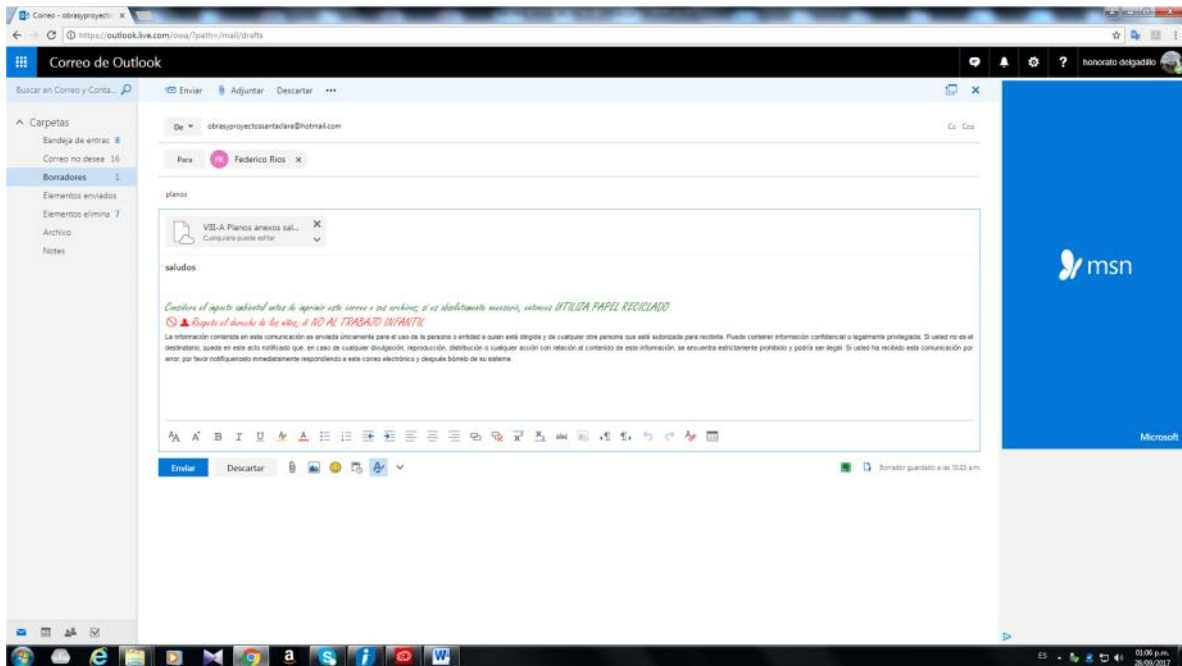 Correo - obrasyproyecto
https://outlook.live.com/owa/?path=/mail/drafts
Correo de Outlook
honorato delgadillo
Buscar en Correo y Conta...
Enviar Adjuntar Descartar ...
Carpetas
Bandeja de entrac 8
Correo no desea 16
Borradores 1
Elementos enviados
Elementos elimina 7
Archivo
Notes
De obrasyproyectossantaclara@hotmail.com Cc Cco
Para FR Federico Rios x
planos
VIII-A Planos anexos sal...
Cualquiera puede editar
saludos
Considera el impacto ambiental antes de imprimir este correo o sus archivos; si es absolutamente necesario, entonces UTTILIZA PAPEL RECICLADO
Respeta el derecho de los niños, di NO AL TRABAJO INFANTIL
La información contenida en esta comunicación es enviada únicamente para el uso de la persona o entidad a quien está dirigida y de cualquier otra persona que esté autorizada para recibirla. Puede contener información confidencial o legalmente privilegiada. Si usted no es el
destinatario, queda en este acto notificado que, en caso de cualquier divulgación, reproducción, distribución o cualquier acción con relación al contenido de esta información, se encuentra estrictamente prohibido y podría ser ilegal. Si usted ha recibido esta comunicación por
error, por favor notifíquenoslo inmediatamente respondiendo a este correo electrónico y después bórrelo de su sistema.
msn
Microsoft
Enviar Descartar
Borrador guardado a las 10:23 a.m.
ES 01:06 p.m.
28/09/2017